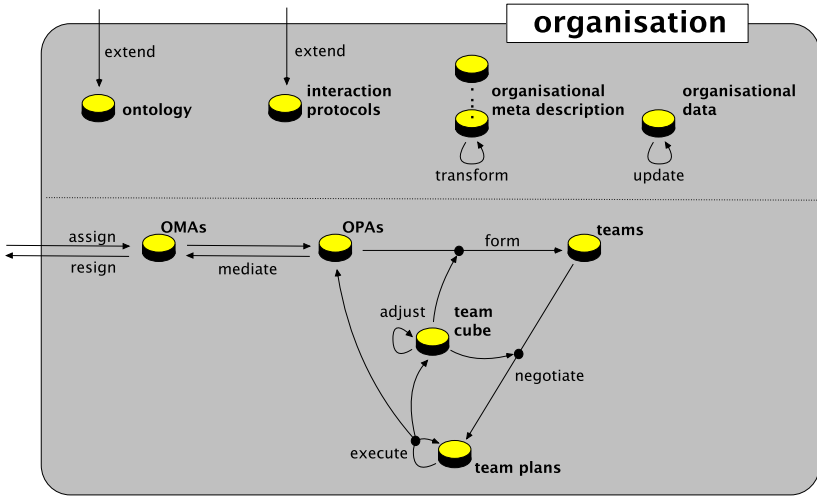 organisation
extend
extend
ontology
interaction
protocols
organisational
meta description
organisational
data
transform
update
assign
resign
OMAs
mediate
OPAs
form
teams
adjust
team
cube
negotiate
execute
team plans